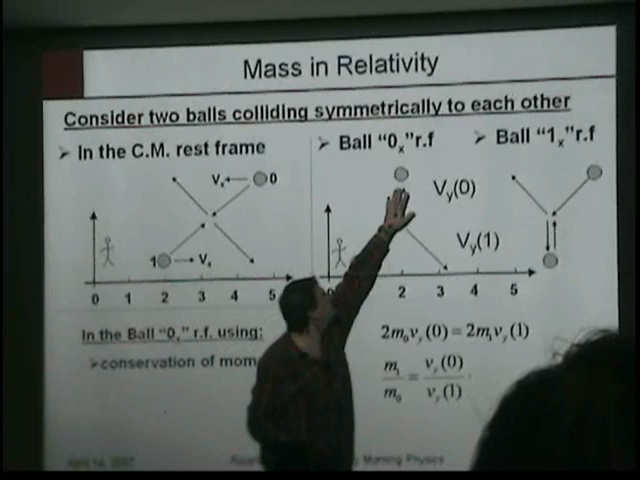 Mass in Relativity
Consider two balls colliding symmetrically to each other
➢ In the C.M. rest frame
➢ Ball “0ₓ”r.f
➢ Ball “1ₓ”r.f
Vₓ
0
1
Vₓ
0 1 2 3 4 5
Vy(0)
Vy(1)
2 3 4 5
In the Ball "0ₓ" r.f. using:
➢conservation of mom
2m₀vy(0) = 2m₁vy(1)
m₁/m₀ = vy(0)/vy(1)
Morning Physics